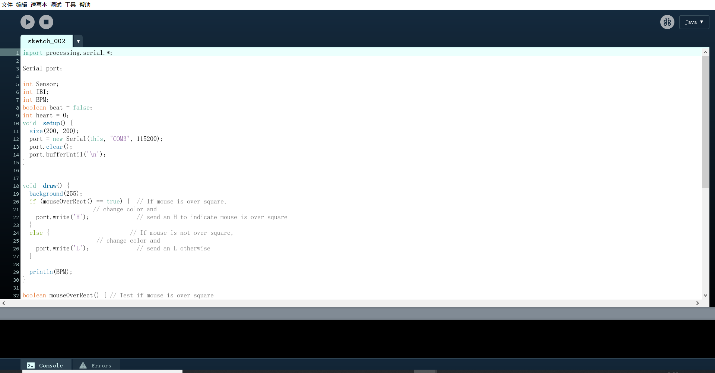 文件 编辑 速写本 调试 工具 帮助
Java ▼
sketch_002 ▼
1 import processing.serial.*;
2
3 Serial port;
4
5 int Sensor;
6 int IBI;
7 int BPM;
8 boolean beat = false;
9 int heart = 0;
10 void setup() {
11 size(200, 200);
12 port = new Serial(this, "COM3", 115200);
13 port.clear();
14 port.bufferUntil('\n');
15 }
16
17
18 void draw() {
19 background(255);
20 if (mouseOverRect() == true) { // If mouse is over square,
21 // change color and
22 port.write('H'); // send an H to indicate mouse is over square
23 }
24 else { // If mouse is not over square,
25 // change color and
26 port.write('L'); // send an L otherwise
27 }
28
29 println(BPM);
30 }
31
32 boolean mouseOverRect() { // Test if mouse is over square
Console Errors